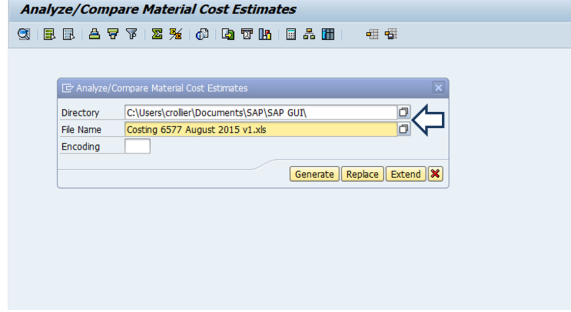 Analyze/Compare Material Cost Estimates
Analyze/Compare Material Cost Estimates
Directory C:\Users\crollier\Documents\SAP\SAP GUI\
File Name Costing 6577 August 2015 v1.xls
Encoding
Generate Replace Extend